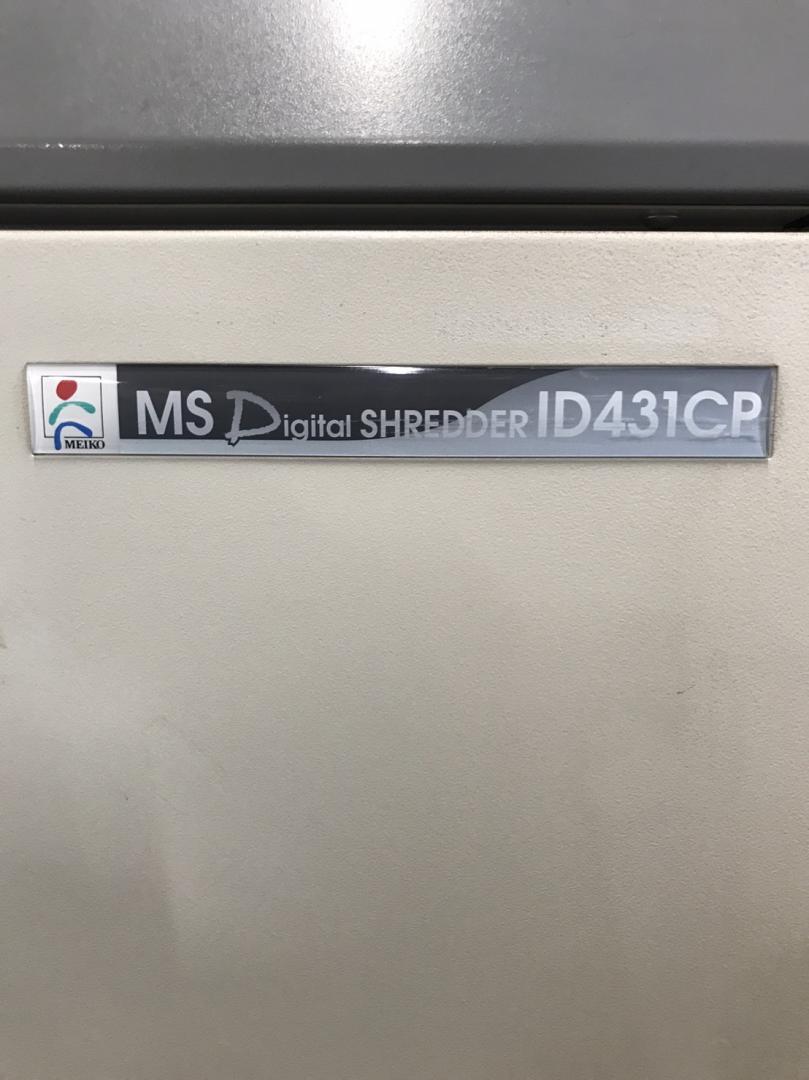 MEIKO
MS Digital SHREDDER ID431CP